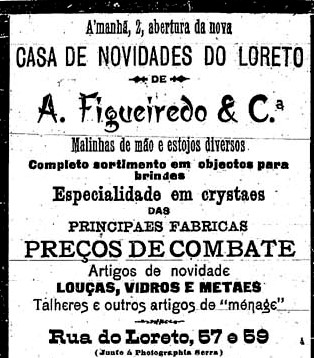 A'manhã, 2, abertura da nova
CASA DE NOVIDADES DO LORETO
DE
A. Figueiredo & C.ª
Malinhas de mão e estojos diversos
Completo sortimento em objectos para
brindes
Especialidade em crystaes
DAS
PRINCIPAES FABRICAS
PREÇOS DE COMBATE
Artigos de novidade
LOUÇAS, VIDROS E METAES
Talheres e outros artigos de "ménage"
Rua do Loreto, 57 e 59
(Junto á Photographia Serra)